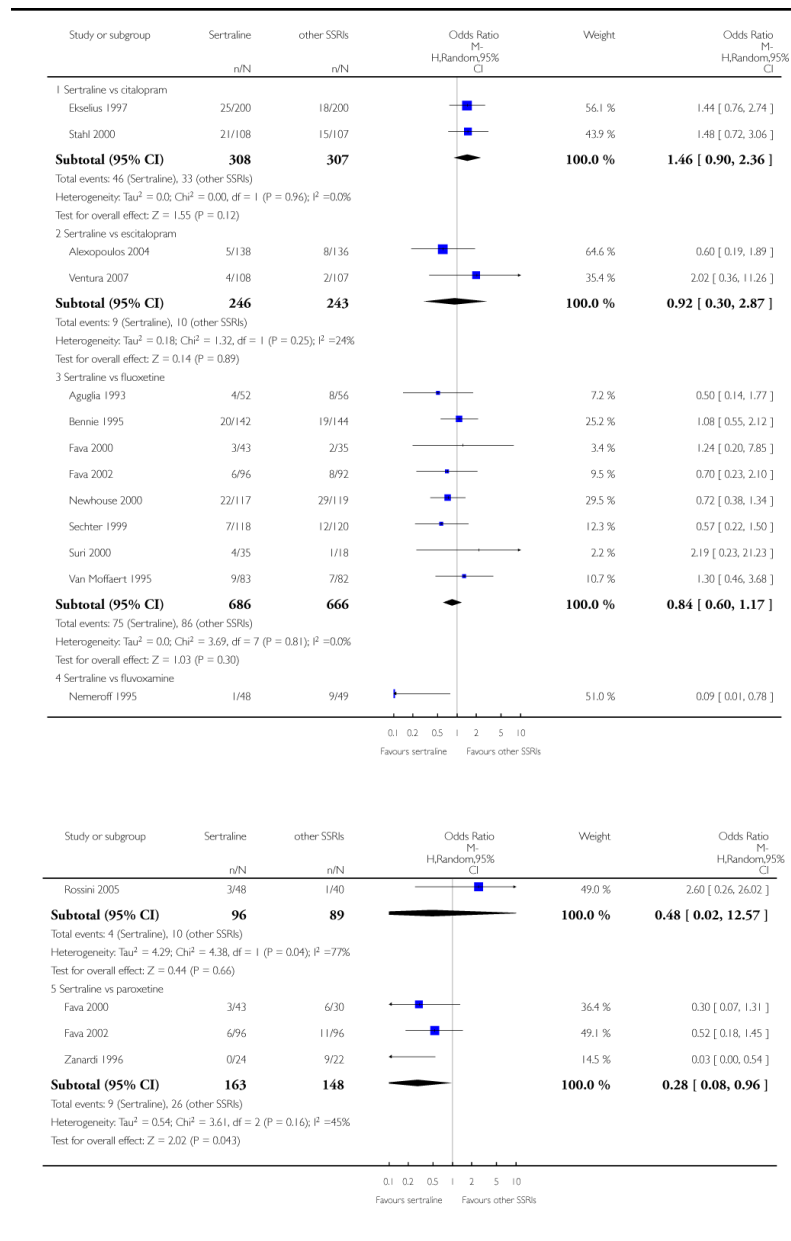 Study or subgroup Sertraline other SSRIs Odds Ratio Weight Odds Ratio
M- M-
H,Random,95% H,Random,95%
n/N n/N CI CI
1 Sertraline vs citalopram
Ekselius 1997 25/200 18/200 56.1 % 1.44 [ 0.76, 2.74 ]
Stahl 2000 21/108 15/107 43.9 % 1.48 [ 0.72, 3.06 ]
Subtotal (95% CI) 308 307 100.0 % 1.46 [ 0.90, 2.36 ]
Total events: 46 (Sertraline), 33 (other SSRIs)
Heterogeneity: Tau² = 0.0; Chi² = 0.00, df = 1 (P = 0.96); I² =0.0%
Test for overall effect: Z = 1.55 (P = 0.12)
2 Sertraline vs escitalopram
Alexopoulos 2004 5/138 8/136 64.6 % 0.60 [ 0.19, 1.89 ]
Ventura 2007 4/108 2/107 35.4 % 2.02 [ 0.36, 11.26 ]
Subtotal (95% CI) 246 243 100.0 % 0.92 [ 0.30, 2.87 ]
Total events: 9 (Sertraline), 10 (other SSRIs)
Heterogeneity: Tau² = 0.18; Chi² = 1.32, df = 1 (P = 0.25); I² =24%
Test for overall effect: Z = 0.14 (P = 0.89)
3 Sertraline vs fluoxetine
Aguglia 1993 4/52 8/56 7.2 % 0.50 [ 0.14, 1.77 ]
Bennie 1995 20/142 19/144 25.2 % 1.08 [ 0.55, 2.12 ]
Fava 2000 3/43 2/35 3.4 % 1.24 [ 0.20, 7.85 ]
Fava 2002 6/96 8/92 9.5 % 0.70 [ 0.23, 2.10 ]
Newhouse 2000 22/117 29/119 29.5 % 0.72 [ 0.38, 1.34 ]
Sechter 1999 7/118 12/120 12.3 % 0.57 [ 0.22, 1.50 ]
Suri 2000 4/35 1/18 2.2 % 2.19 [ 0.23, 21.23 ]
Van Moffaert 1995 9/83 7/82 10.7 % 1.30 [ 0.46, 3.68 ]
Subtotal (95% CI) 686 666 100.0 % 0.84 [ 0.60, 1.17 ]
Total events: 75 (Sertraline), 86 (other SSRIs)
Heterogeneity: Tau² = 0.0; Chi² = 3.69, df = 7 (P = 0.81); I² =0.0%
Test for overall effect: Z = 1.03 (P = 0.30)
4 Sertraline vs fluvoxamine
Nemeroff 1995 1/48 9/49 51.0 % 0.09 [ 0.01, 0.78 ]
0.1 0.2 0.5 1 2 5 10
Favours sertraline Favours other SSRIs
Study or subgroup Sertraline other SSRIs Odds Ratio Weight Odds Ratio
M- M-
H,Random,95% H,Random,95%
n/N n/N CI CI
Rossini 2005 3/48 1/40 49.0 % 2.60 [ 0.26, 26.02 ]
Subtotal (95% CI) 96 89 100.0 % 0.48 [ 0.02, 12.57 ]
Total events: 4 (Sertraline), 10 (other SSRIs)
Heterogeneity: Tau² = 4.29; Chi² = 4.38, df = 1 (P = 0.04); I² =77%
Test for overall effect: Z = 0.44 (P = 0.66)
5 Sertraline vs paroxetine
Fava 2000 3/43 6/30 36.4 % 0.30 [ 0.07, 1.31 ]
Fava 2002 6/96 11/96 49.1 % 0.52 [ 0.18, 1.45 ]
Zanardi 1996 0/24 9/22 14.5 % 0.03 [ 0.00, 0.54 ]
Subtotal (95% CI) 163 148 100.0 % 0.28 [ 0.08, 0.96 ]
Total events: 9 (Sertraline), 26 (other SSRIs)
Heterogeneity: Tau² = 0.54; Chi² = 3.61, df = 2 (P = 0.16); I² =45%
Test for overall effect: Z = 2.02 (P = 0.043)
0.1 0.2 0.5 1 2 5 10
Favours sertraline Favours other SSRIs